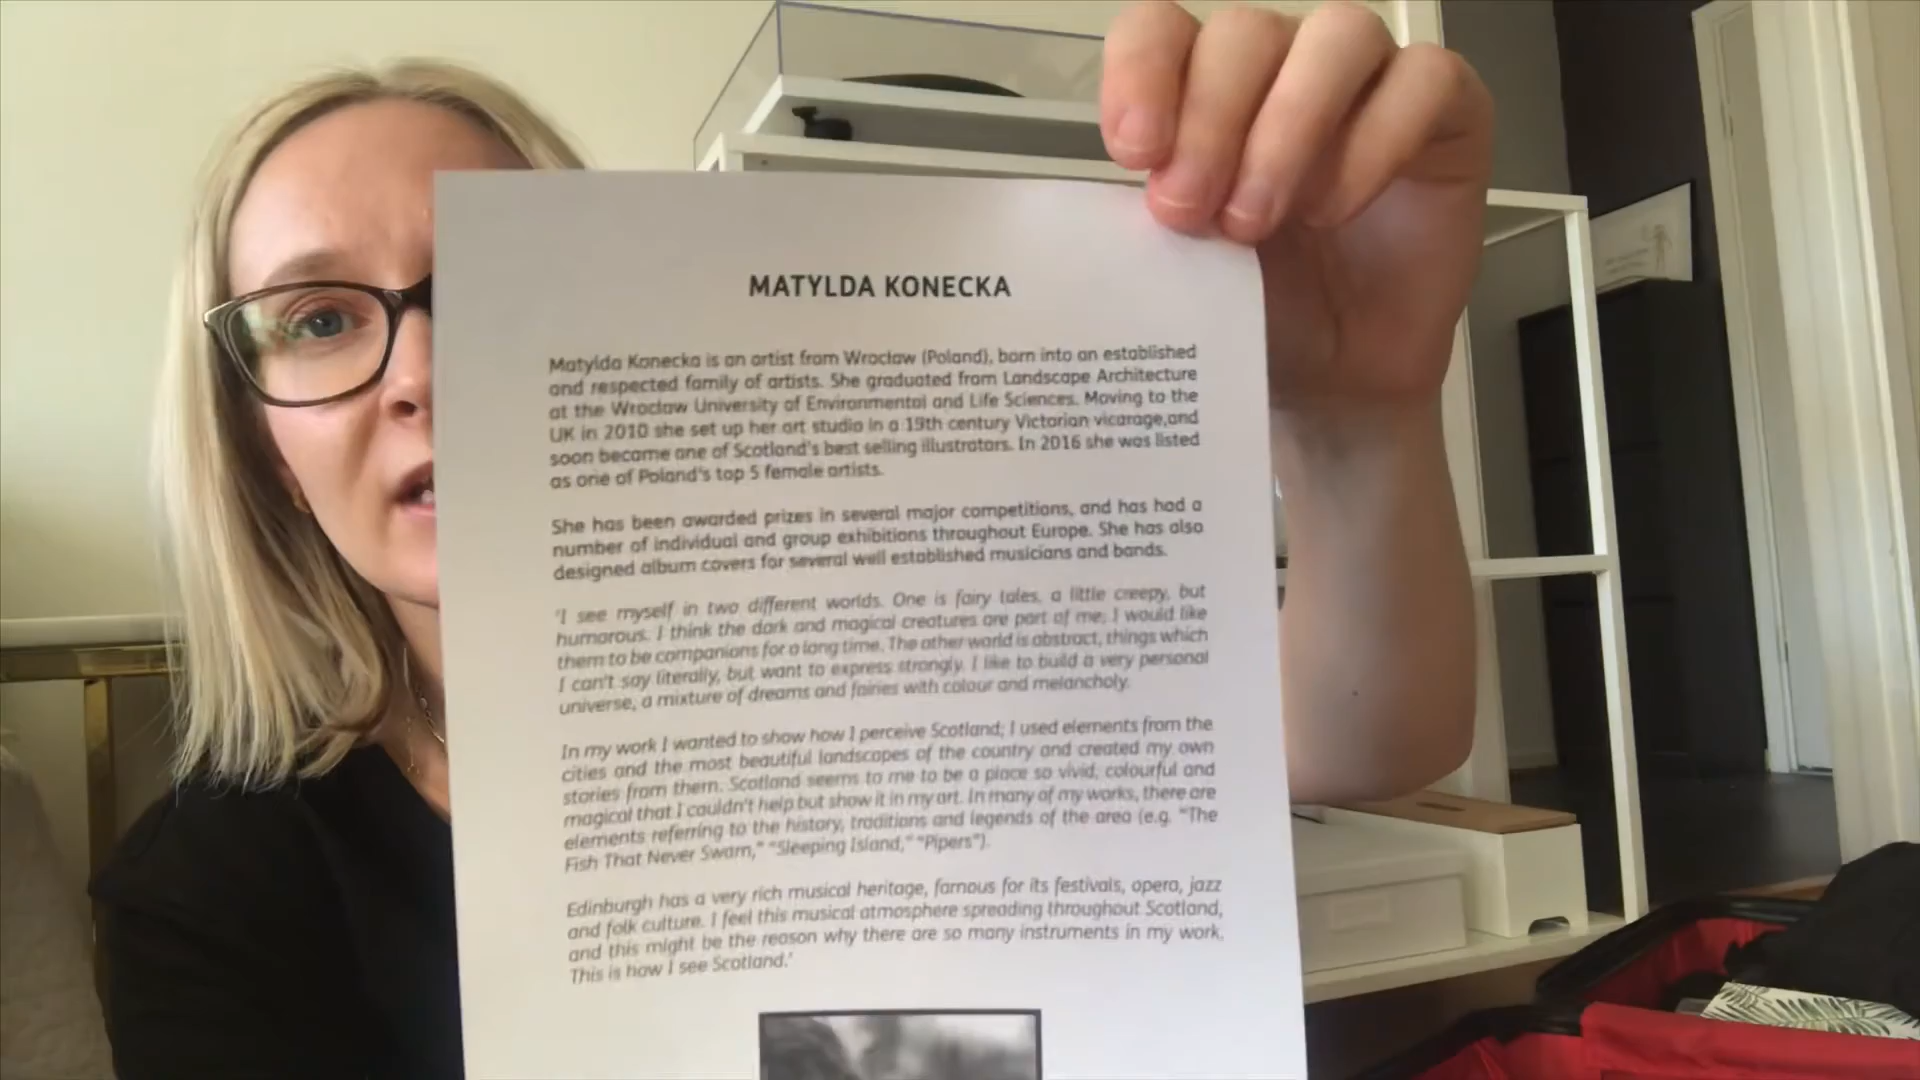 MATYLDA KONECKA
Matylda Konecka is an artist from Wrocław (Poland), born into an established
and respected family of artists. She graduated from Landscape Architecture
at the Wrocław University of Environmental and Life Sciences. Moving to the
UK in 2010 she set up her art studio in a 19th century Victorian vicarage,and
soon became one of Scotland's best selling illustrators. In 2016 she was listed
as one of Poland's top 5 female artists.
She has been awarded prizes in several major competitions, and has had a
number of individual and group exhibitions throughout Europe. She has also
designed album covers for several well established musicians and bands.
'I see myself in two different worlds. One is fairy tales, a little creepy, but
humorous. I think the dark and magical creatures are part of me; I would like
them to be companions for a long time. The other world is abstract, things which
I can't say literally, but want to express strongly. I like to build a very personal
universe, a mixture of dreams and fairies with colour and melancholy.
In my work I wanted to show how I perceive Scotland; I used elements from the
cities and the most beautiful landscapes of the country and created my own
stories from them. Scotland seems to me to be a place so vivid, colourful and
magical that I couldn't help but show it in my art. In many of my works, there are
elements referring to the history, traditions and legends of the area (e.g. "The
Fish That Never Swam," "Sleeping Island," "Pipers").
Edinburgh has a very rich musical heritage, famous for its festivals, opera, jazz
and folk culture. I feel this musical atmosphere spreading throughout Scotland,
and this might be the reason why there are so many instruments in my work.
This is how I see Scotland.'